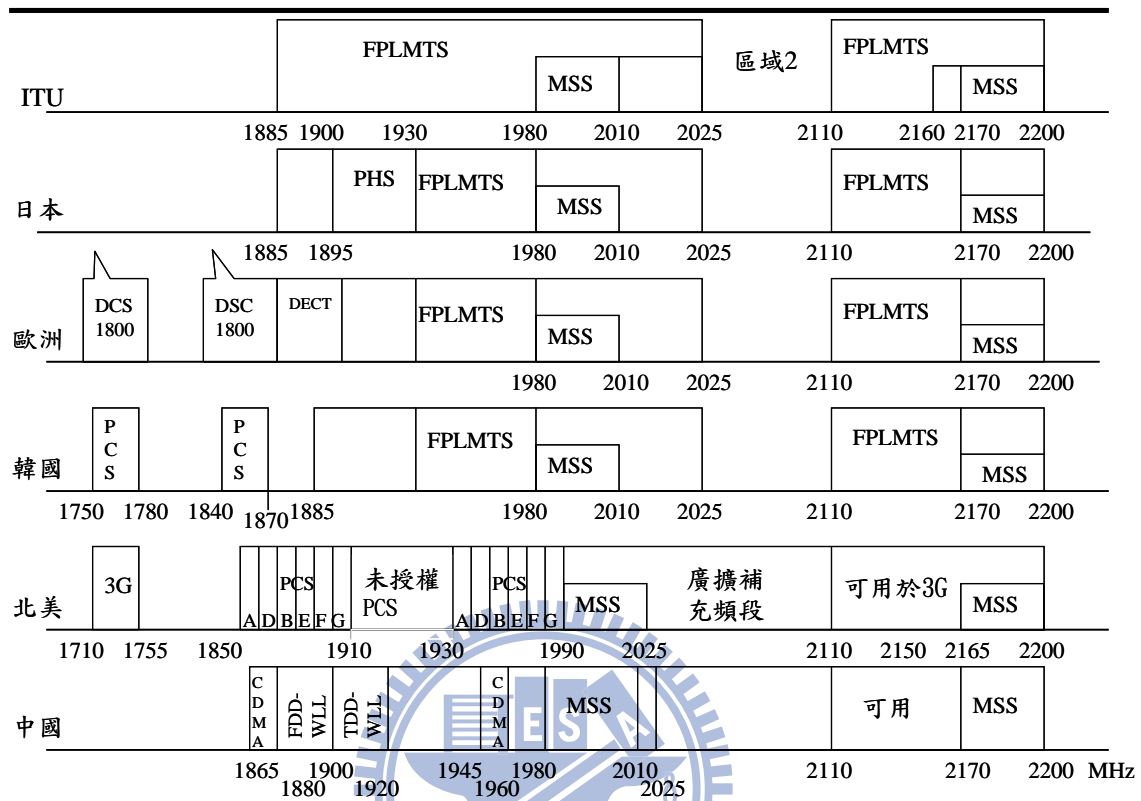 FPLMTS
區域2
FPLMTS
MSS
MSS
ITU
1885 1900 1930 1980 2010 2025 2110 2160 2170 2200
PHS FPLMTS
FPLMTS
日本
MSS
MSS
1885 1895 1980 2010 2025 2110 2170 2200
DCS
1800
DSC
1800
DECT
FPLMTS
FPLMTS
歐洲
MSS
MSS
1980 2010 2025 2110 2170 2200
PCS
PCS
FPLMTS
FPLMTS
韓國
MSS
MSS
1750 1780 1840 1870 1885 1980 2010 2025 2110 2170 2200
3G
PCS
未授權
PCS
PCS
廣擴補
充頻段
可用於3G
北美
MSS
MSS
A D B E F G
A D B E F G
1710 1755 1850 1910 1930 1990 2025 2110 2150 2165 2200
CDMA
FDD-
WLL
TDD-
WLL
CDMA
ESA
MSS
可用
MSS
中國
1865 1900 1945 1980 2010 2110 2170 2200 MHz
1880 1920 1960 2025